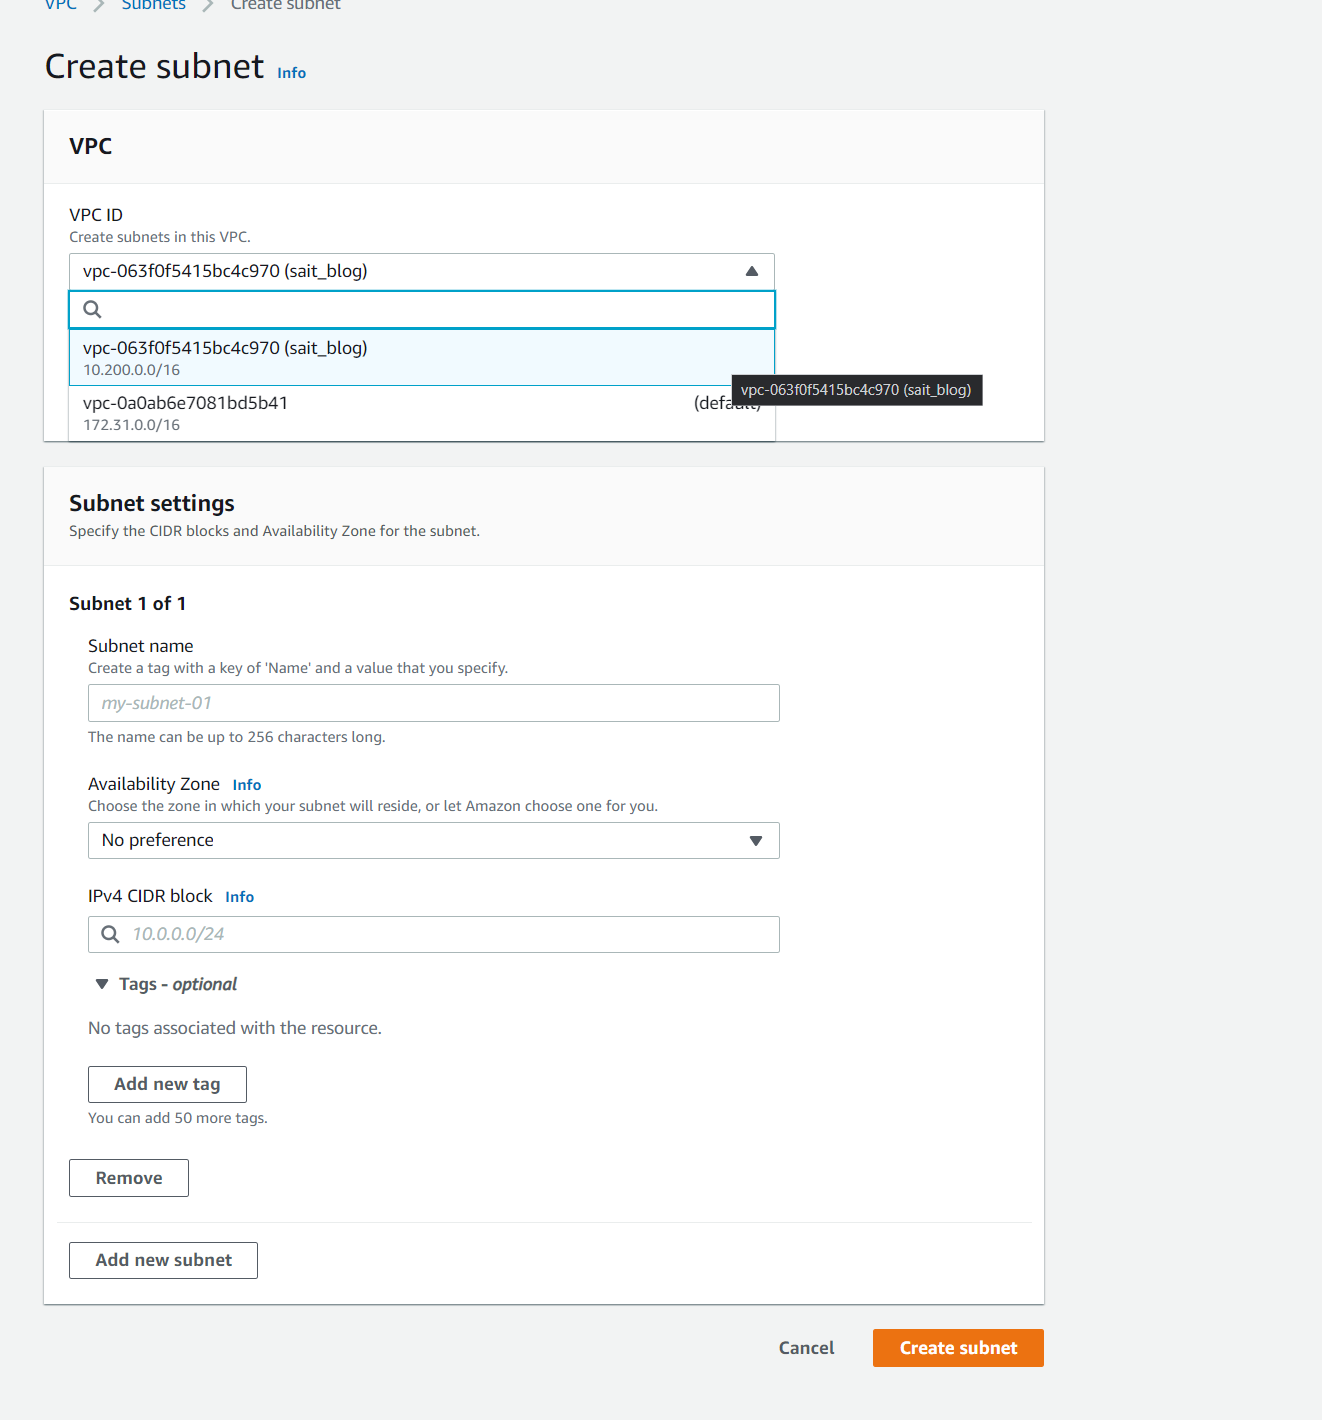 VPC > Subnets > Create subnet
Create subnet Info
VPC
VPC ID
Create subnets in this VPC.
vpc-063f0f5415bc4c970 (sait_blog)
vpc-063f0f5415bc4c970 (sait_blog)
10.200.0.0/16
vpc-063f0f5415bc4c970 (sait_blog)
vpc-0a0ab6e7081bd5b41 (default)
172.31.0.0/16
Subnet settings
Specify the CIDR blocks and Availability Zone for the subnet.
Subnet 1 of 1
Subnet name
Create a tag with a key of 'Name' and a value that you specify.
my-subnet-01
The name can be up to 256 characters long.
Availability Zone Info
Choose the zone in which your subnet will reside, or let Amazon choose one for you.
No preference
IPv4 CIDR block Info
10.0.0.0/24
Tags - optional
No tags associated with the resource.
Add new tag
You can add 50 more tags.
Remove
Add new subnet
Cancel Create subnet